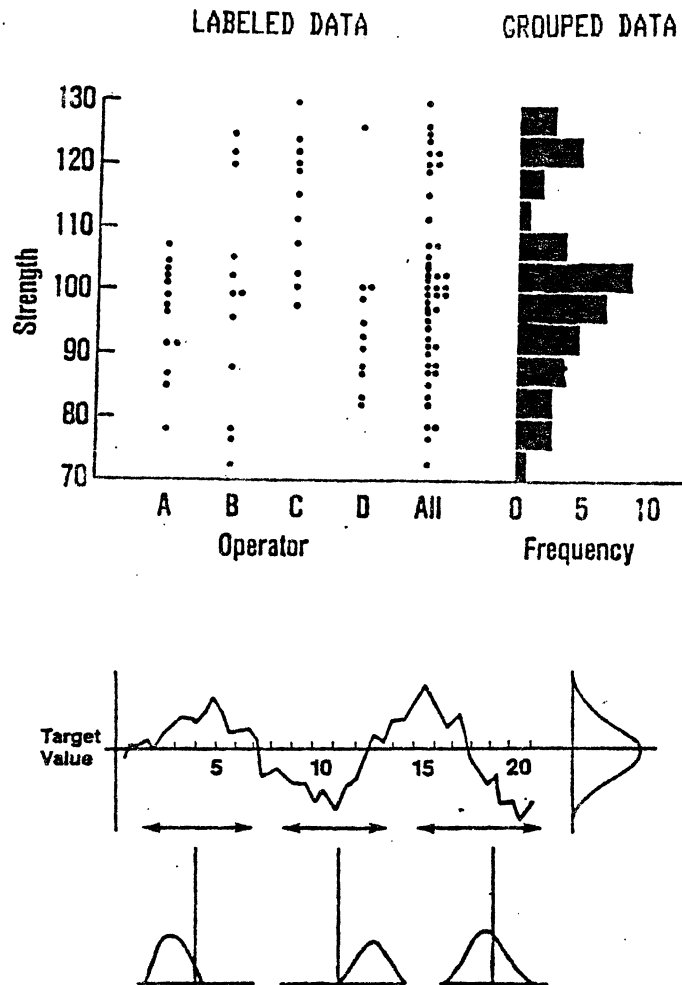 LABELED DATA
GROUPED DATA
130
120
110
100
90
80
70
Strength
A B C D All
Operator
0 5 10
Frequency
Target
Value
5 10 15 20